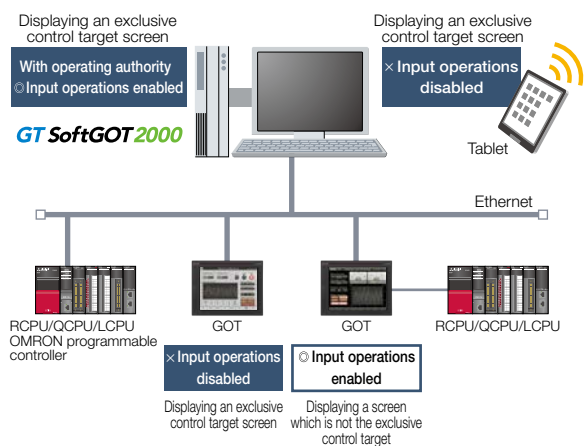 Displaying an exclusive
control target screen
With operating authority
◎Input operations enabled
GT SoftGOT2000
Displaying an exclusive
control target screen
×Input operations
disabled
Tablet
Ethernet
RCPU/QCPU/LCPU
OMRON programmable
controller
GOT
GOT
RCPU/QCPU/LCPU
×Input operations
disabled
Displaying an exclusive
control target screen
◎Input operations
enabled
Displaying a screen
which is not the exclusive
control target